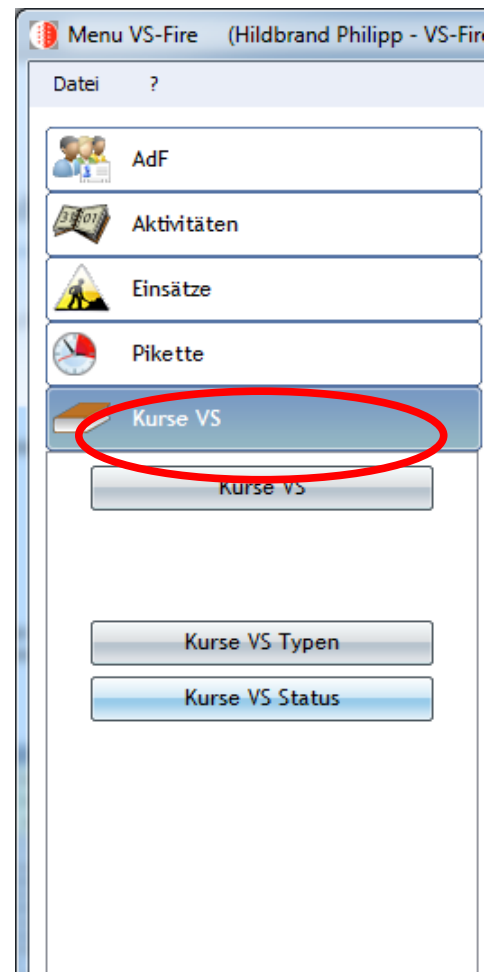 Menu VS-Fire (Hildbrand Philipp - VS-Fire
Datei ?
AdF
Aktivitäten
Einsätze
Pikette
Kurse VS
Kurse VS
Kurse VS Typen
Kurse VS Status